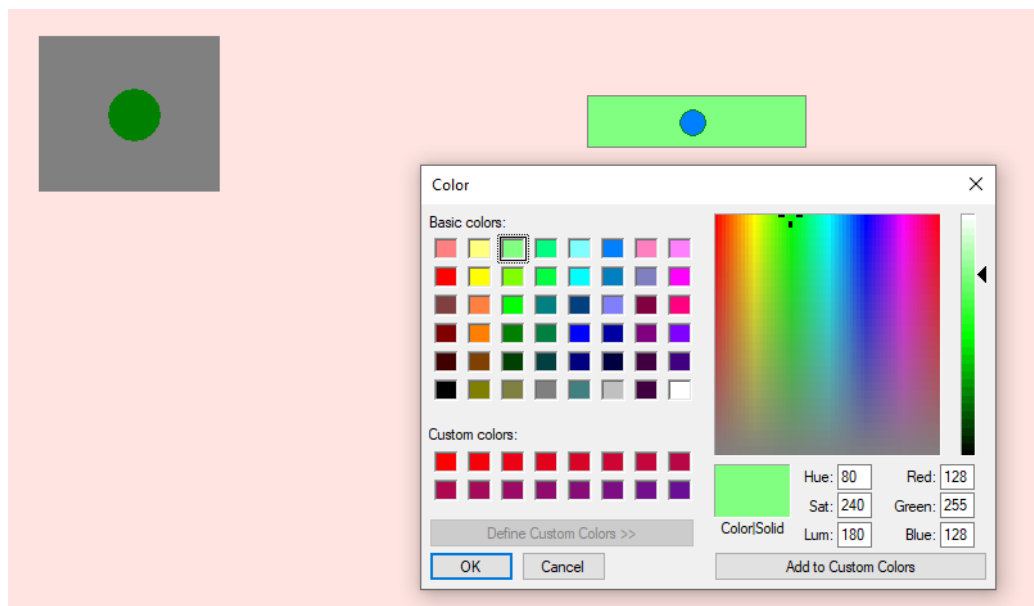 Color
Basic colors:
Custom colors:
Define Custom Colors >>
OK Cancel
Color|Solid
Hue: 80 Red: 128
Sat: 240 Green: 255
Lum: 180 Blue: 128
Add to Custom Colors